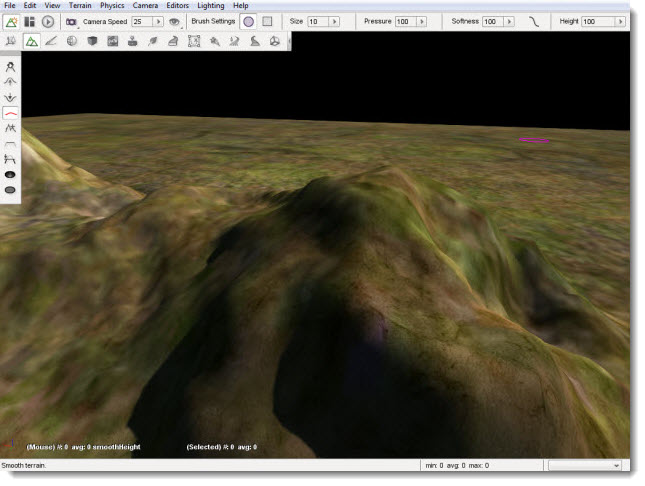 File Edit View Terrain Physics Camera Editors Lighting Help
Camera Speed 25 Brush Settings Size 10 Pressure 100 Softness 100 Height 100
(Mouse) #: 0 avg: 0 smoothHeight (Selected) #: 0 avg: 0
Smooth terrain. min: 0 avg: 0 max: 0